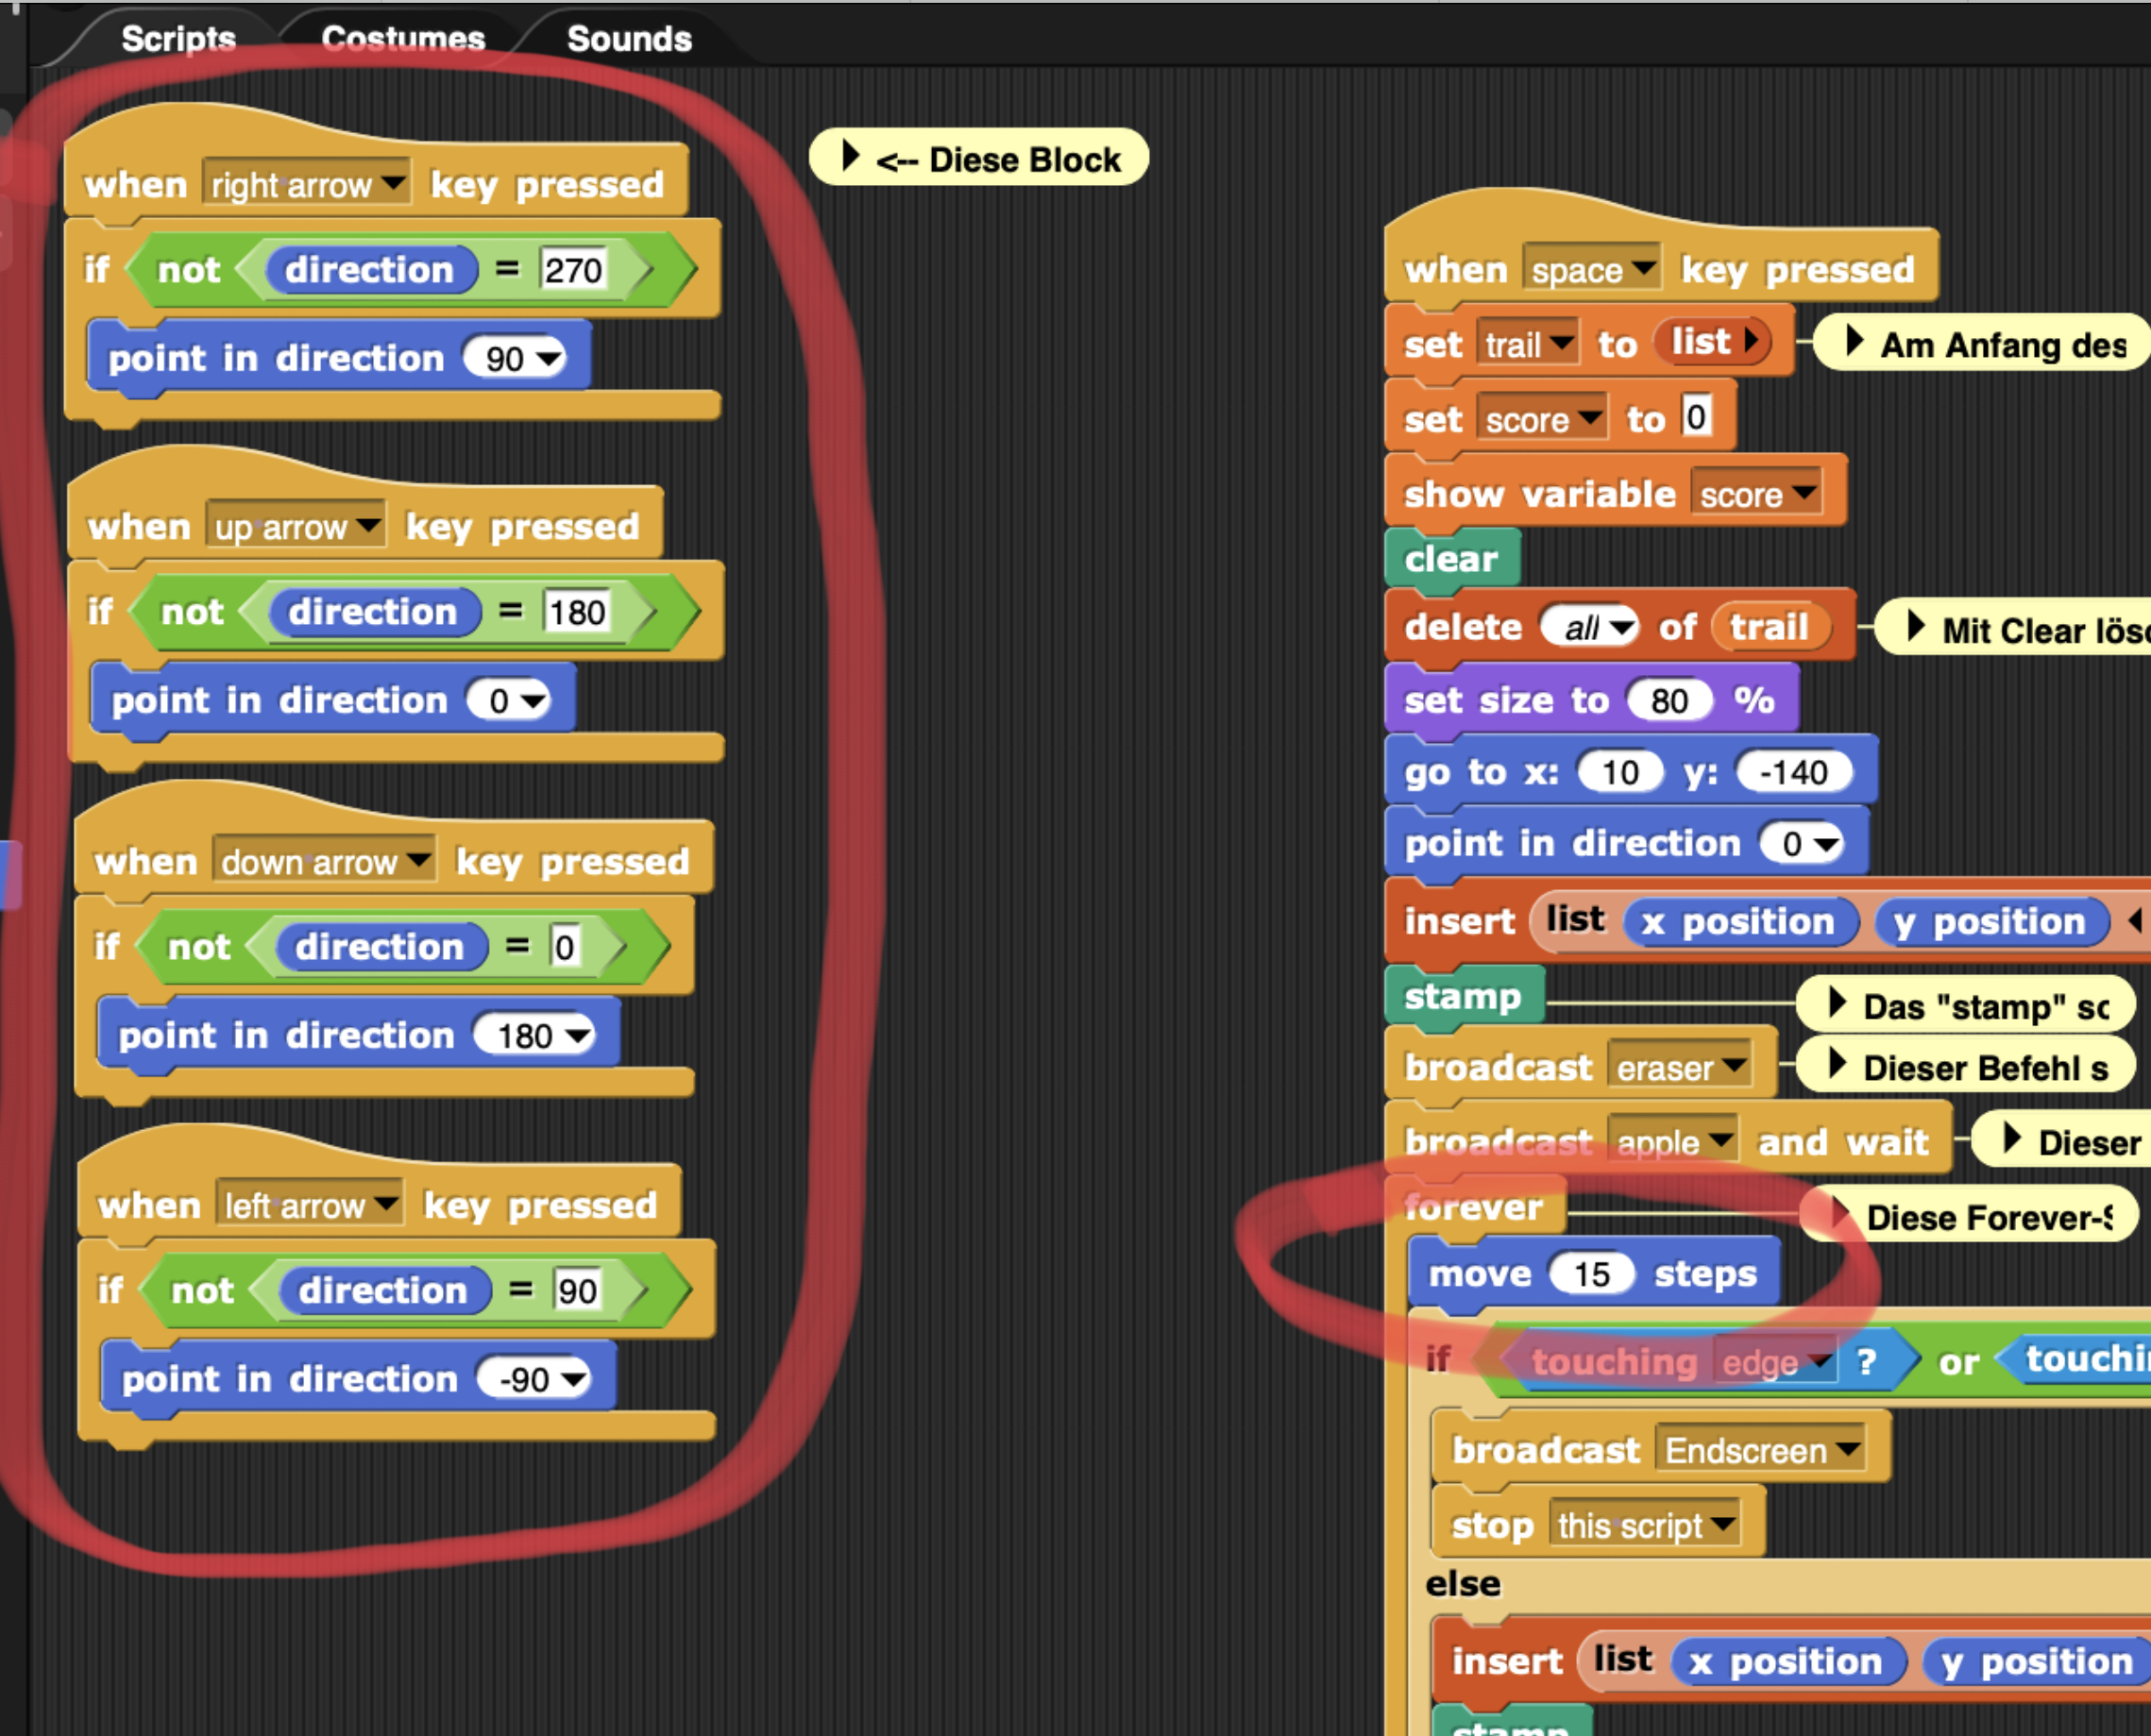 Scripts Costumes Sounds
when right arrow key pressed
if not direction = 270
point in direction 90
when up arrow key pressed
if not direction = 180
point in direction 0
when down arrow key pressed
if not direction = 0
point in direction 180
when left arrow key pressed
if not direction = 90
point in direction -90
<-- Diese Block
when space key pressed
set trail to list
Am Anfang des
set score to 0
show variable score
clear
delete all of trail
Mit Clear lösc
set size to 80 %
go to x: 10 y: -140
point in direction 0
insert list x position y position
stamp
Das "stamp" sc
broadcast eraser
Dieser Befehl s
broadcast apple and wait
Dieser
forever
Diese Forever-S
move 15 steps
if touching edge ? or touchi
broadcast Endscreen
stop this script
else
insert list x position y position
stamp